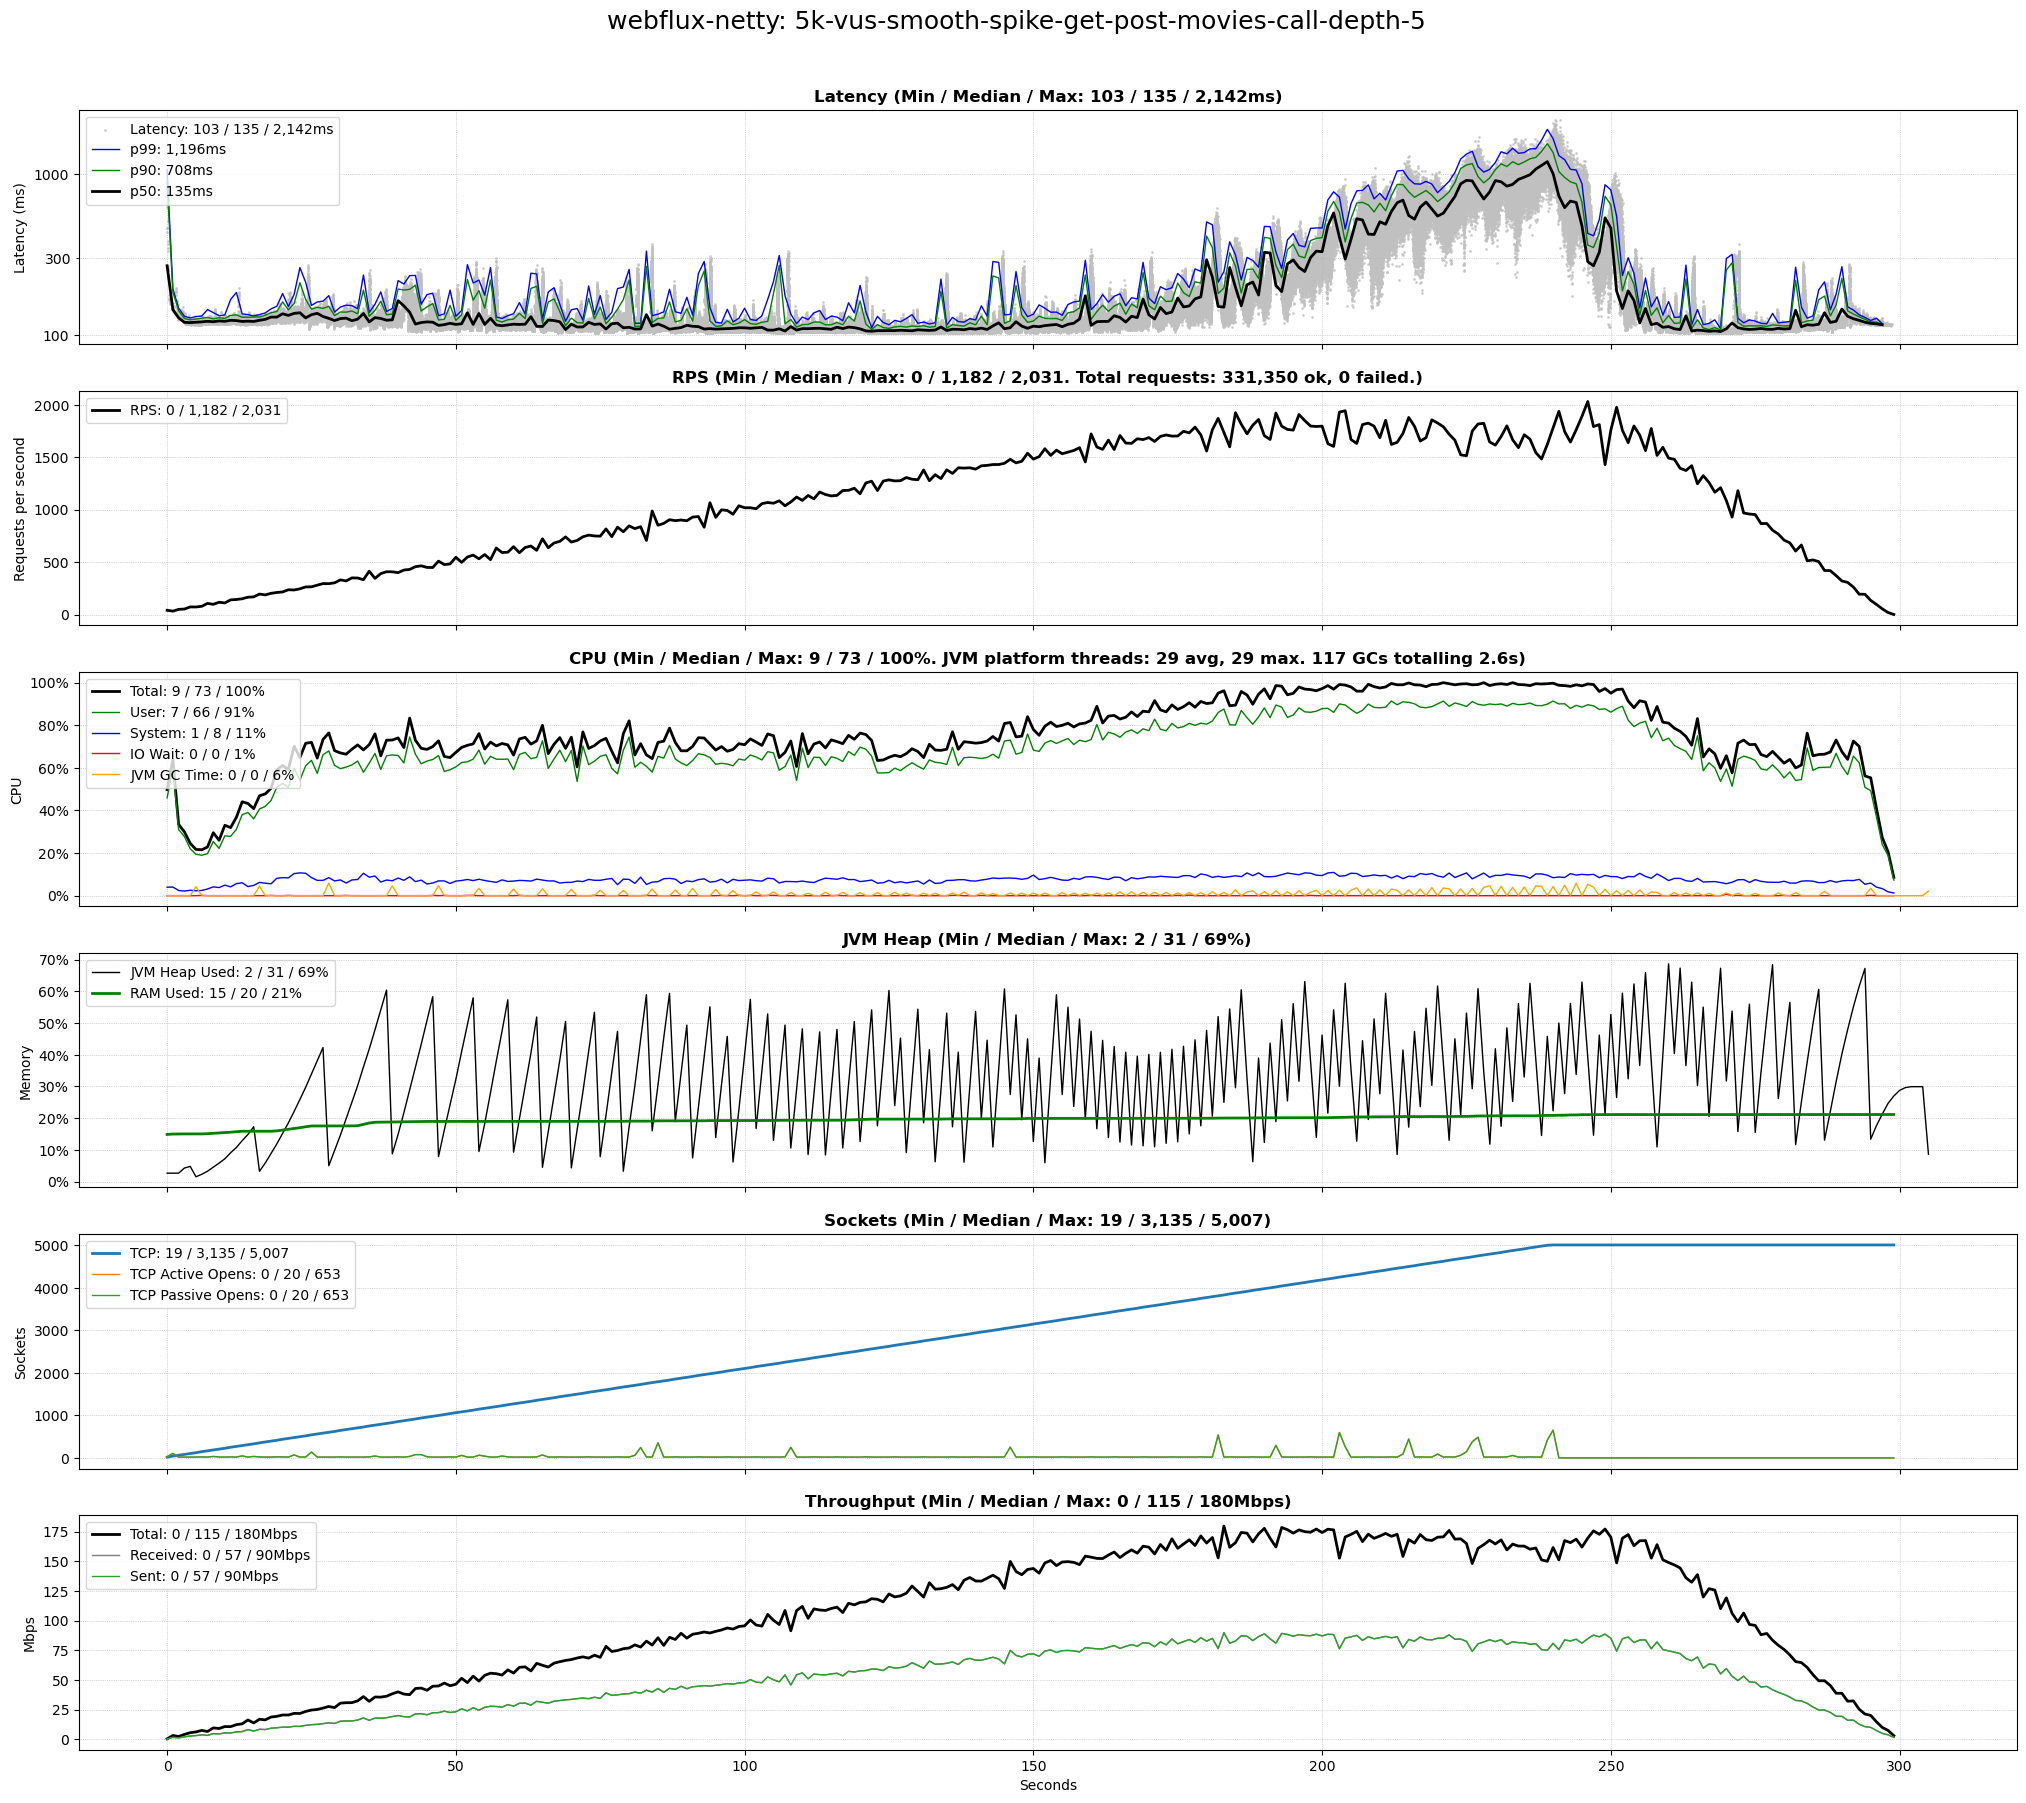 webflux-netty: 5k-vus-smooth-spike-get-post-movies-call-depth-5
Latency (Min / Median / Max: 103 / 135 / 2,142ms)
Latency (ms)
1000
300
100
Latency: 103 / 135 / 2,142ms
p99: 1,196ms
p90: 708ms
p50: 135ms
RPS (Min / Median / Max: 0 / 1,182 / 2,031. Total requests: 331,350 ok, 0 failed.)
Requests per second
2000
1500
1000
500
0
RPS: 0 / 1,182 / 2,031
CPU (Min / Median / Max: 9 / 73 / 100%. JVM platform threads: 29 avg, 29 max. 117 GCs totalling 2.6s)
CPU
100%
80%
60%
40%
20%
0%
Total: 9 / 73 / 100%
User: 7 / 66 / 91%
System: 1 / 8 / 11%
IO Wait: 0 / 0 / 1%
JVM GC Time: 0 / 0 / 6%
JVM Heap (Min / Median / Max: 2 / 31 / 69%)
Memory
70%
60%
50%
40%
30%
20%
10%
0%
JVM Heap Used: 2 / 31 / 69%
RAM Used: 15 / 20 / 21%
Sockets (Min / Median / Max: 19 / 3,135 / 5,007)
Sockets
5000
4000
3000
2000
1000
0
TCP: 19 / 3,135 / 5,007
TCP Active Opens: 0 / 20 / 653
TCP Passive Opens: 0 / 20 / 653
Throughput (Min / Median / Max: 0 / 115 / 180Mbps)
Mbps
175
150
125
100
75
50
25
0
Total: 0 / 115 / 180Mbps
Received: 0 / 57 / 90Mbps
Sent: 0 / 57 / 90Mbps
0 50 100 150 200 250 300
Seconds